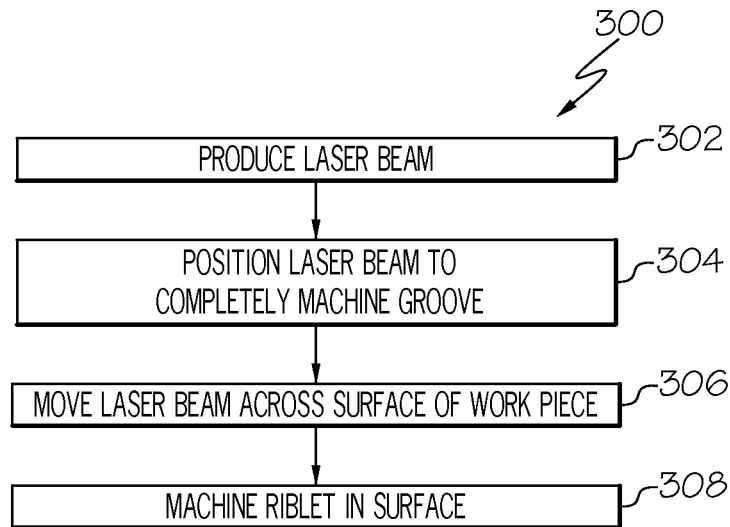 300
PRODUCE LASER BEAM
302
POSITION LASER BEAM TO
COMPLETELY MACHINE GROOVE
304
MOVE LASER BEAM ACROSS SURFACE OF WORK PIECE
306
MACHINE RIBLET IN SURFACE
308